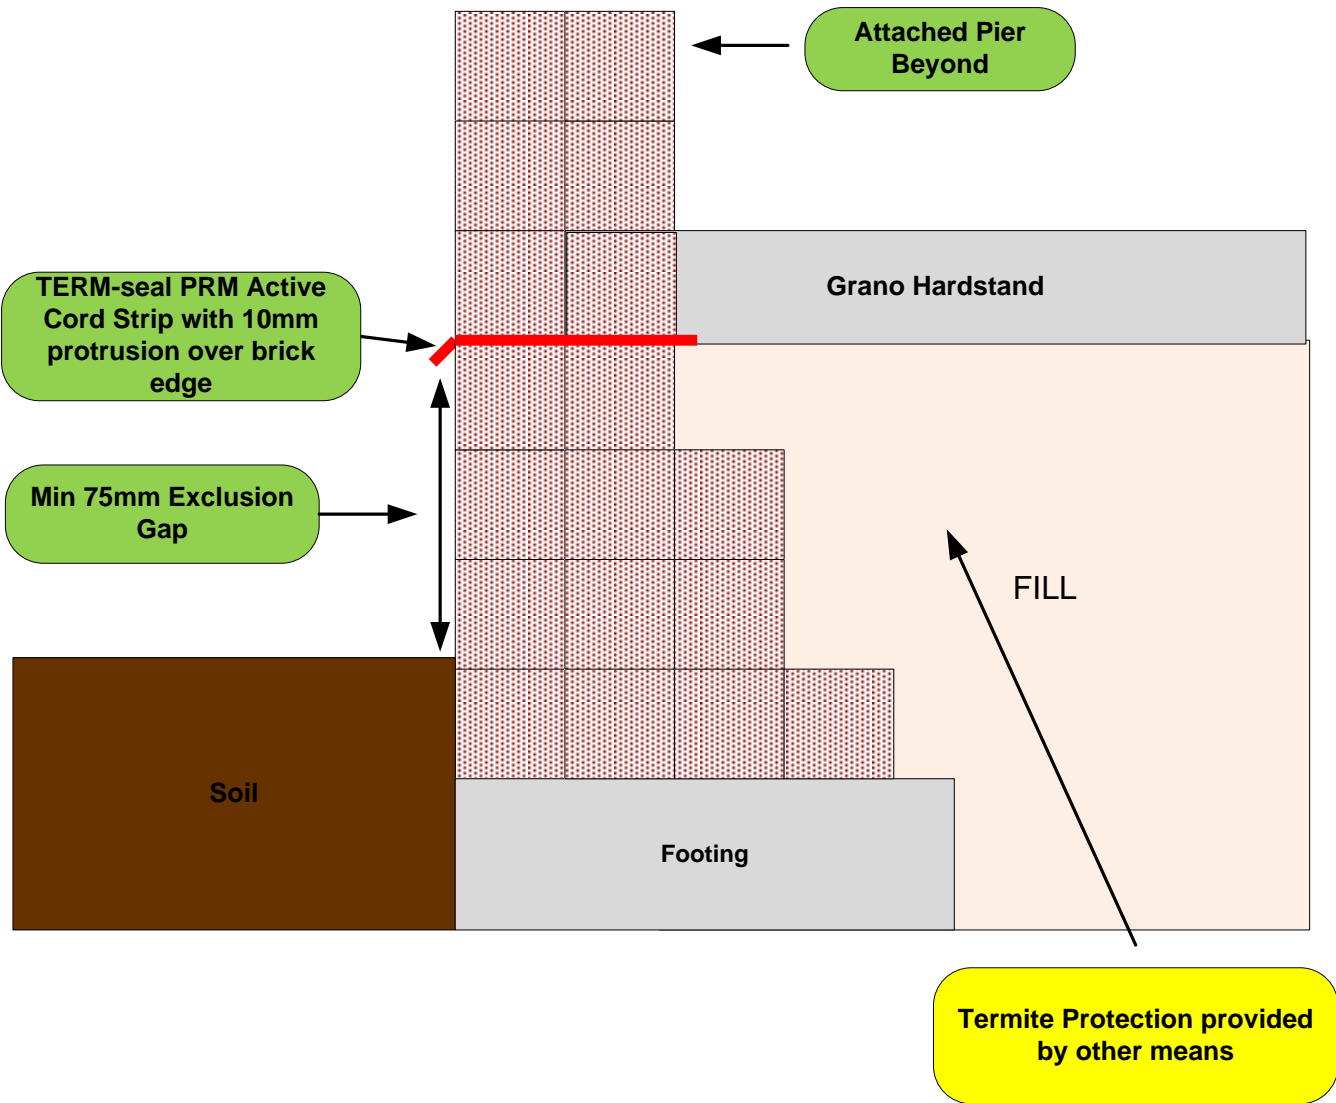 Attached Pier
Beyond
Grano Hardstand
TERM-seal PRM Active
Cord Strip with 10mm
protrusion over brick
edge
Min 75mm Exclusion
Gap
FILL
Soil
Footing
Termite Protection provided
by other means